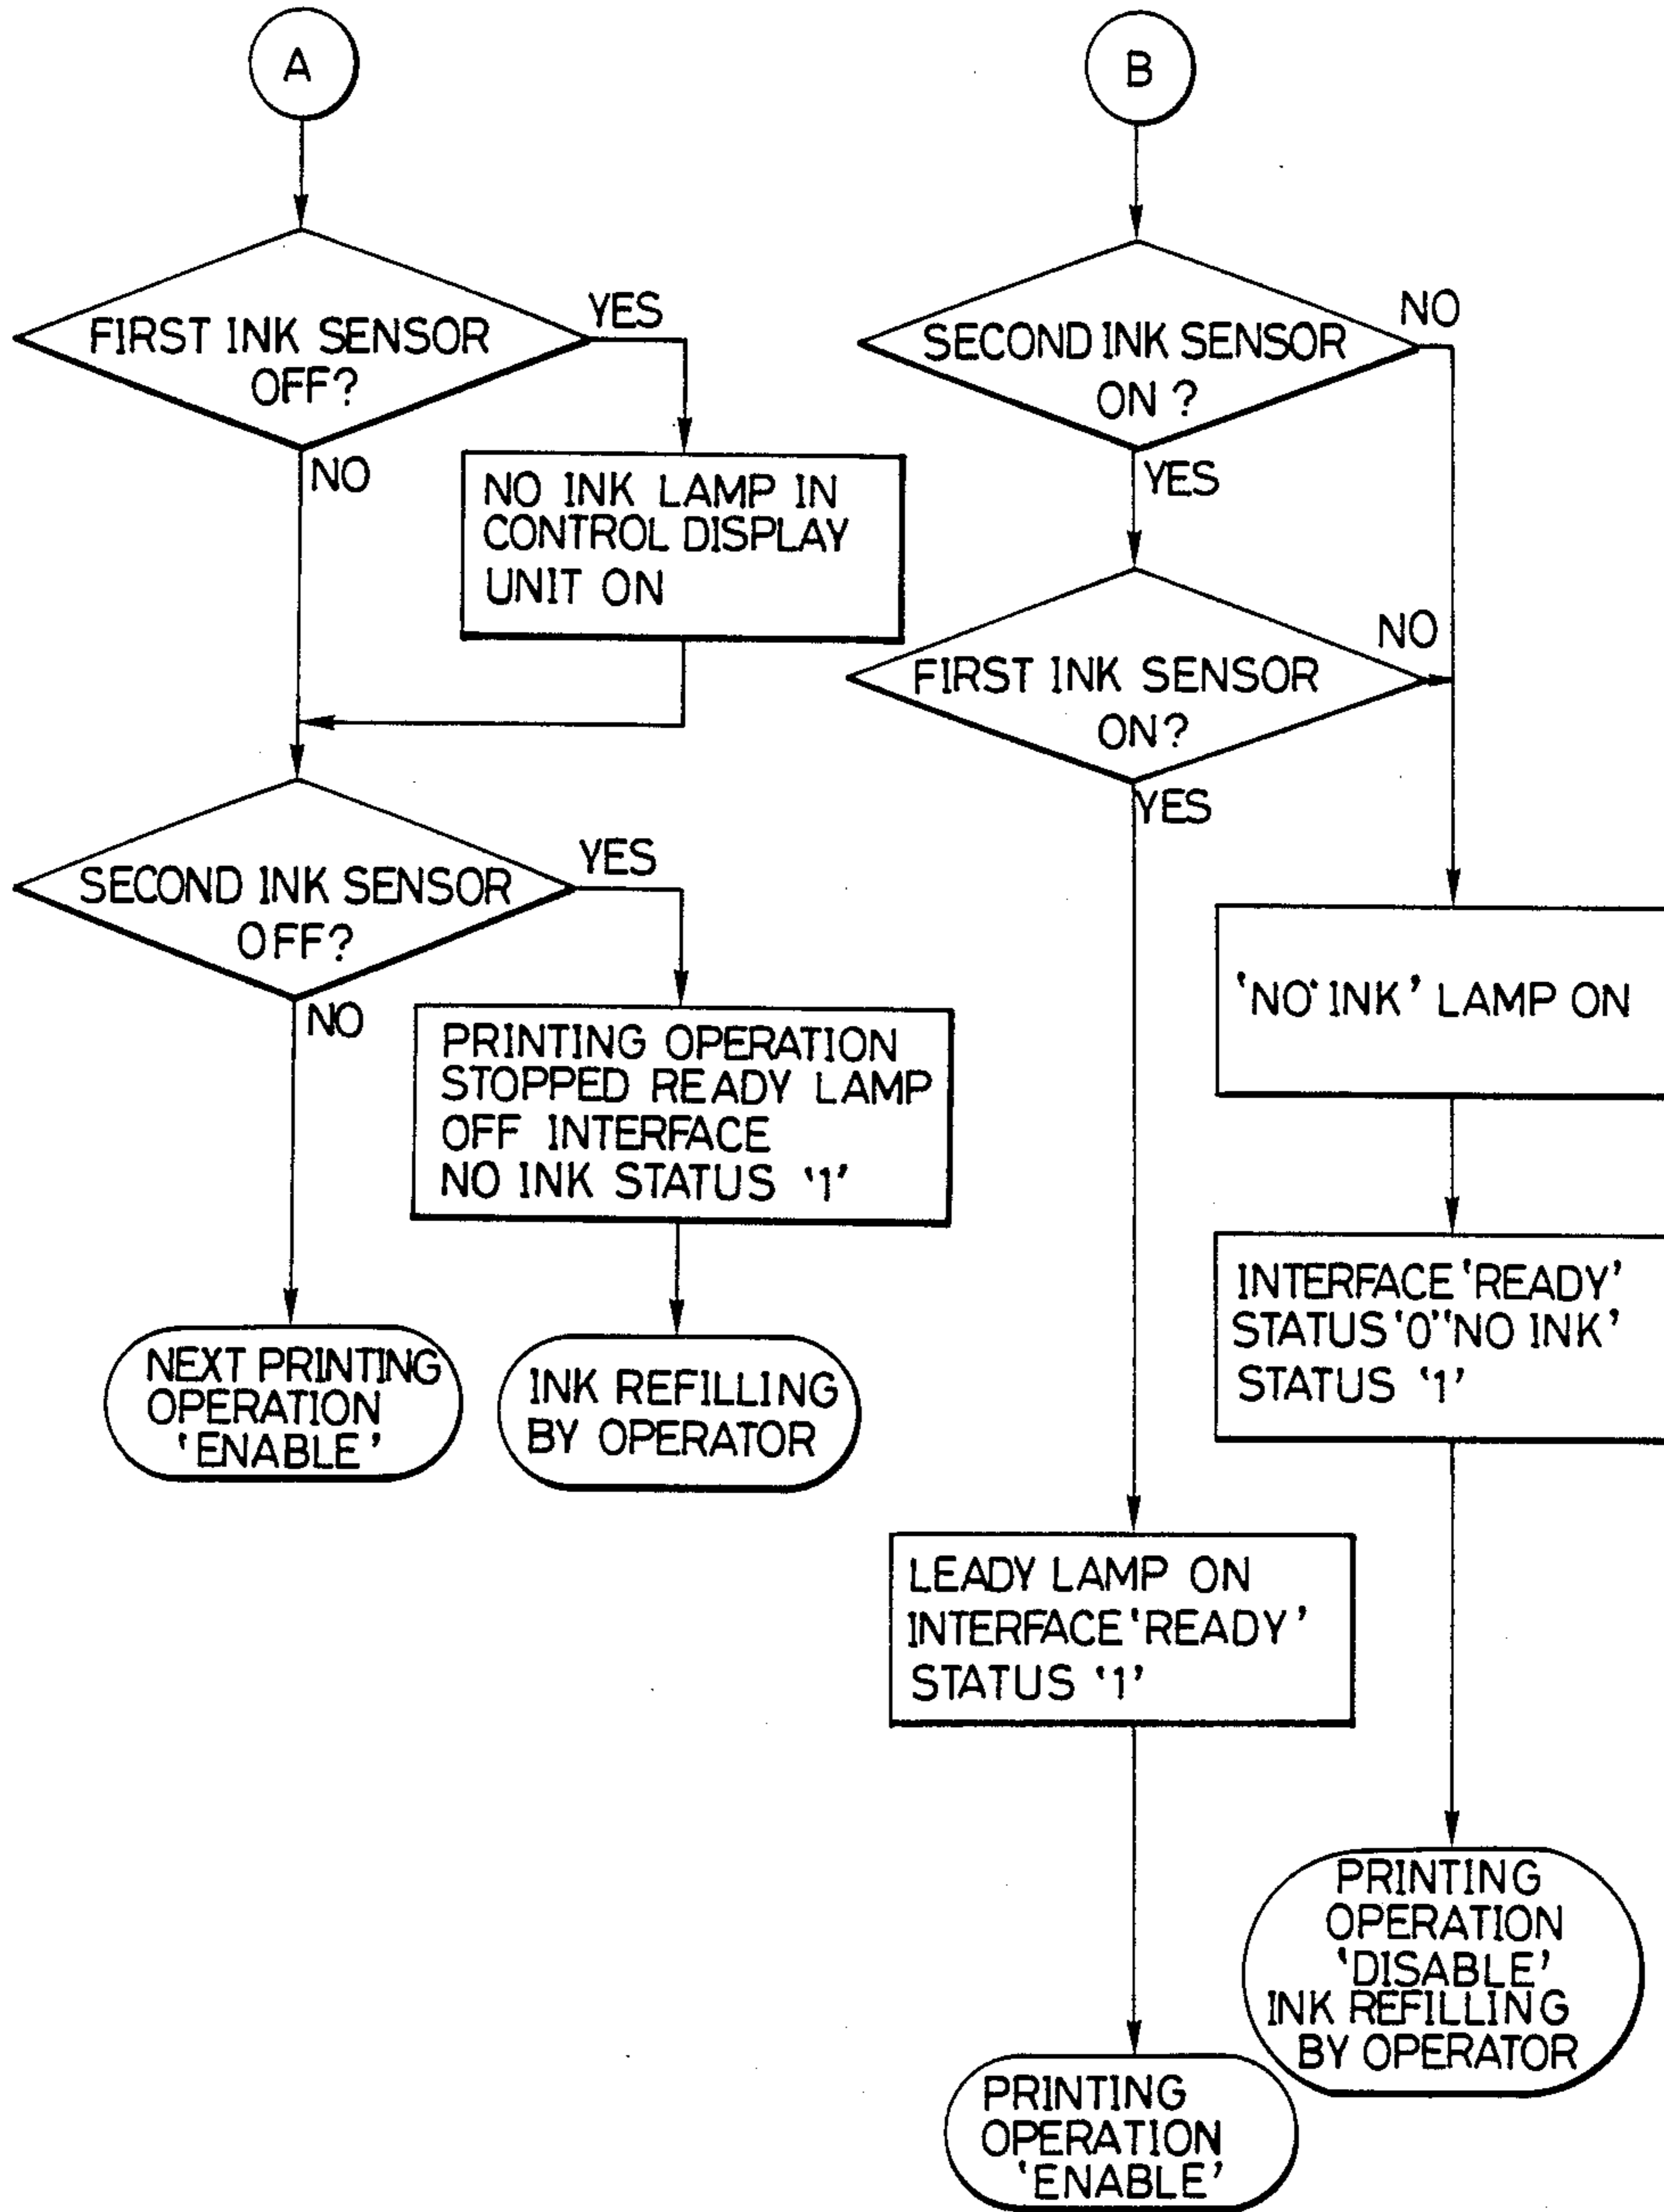 A
FIRST INK SENSOR
OFF?
YES
NO
NO INK LAMP IN
CONTROL DISPLAY
UNIT ON
SECOND INK SENSOR
OFF?
YES
NO
PRINTING OPERATION
STOPPED READY LAMP
OFF INTERFACE
NO INK STATUS '1'
NEXT PRINTING
OPERATION
'ENABLE'
INK REFILLING
BY OPERATOR
B
SECOND INK SENSOR
ON ?
NO
YES
FIRST INK SENSOR
ON?
NO
YES
'NO' INK' LAMP ON
INTERFACE 'READY'
STATUS '0' 'NO INK'
STATUS '1'
LEADY LAMP ON
INTERFACE 'READY'
STATUS '1'
PRINTING
OPERATION
'DISABLE'
INK REFILLING
BY OPERATOR
PRINTING
OPERATION
'ENABLE'